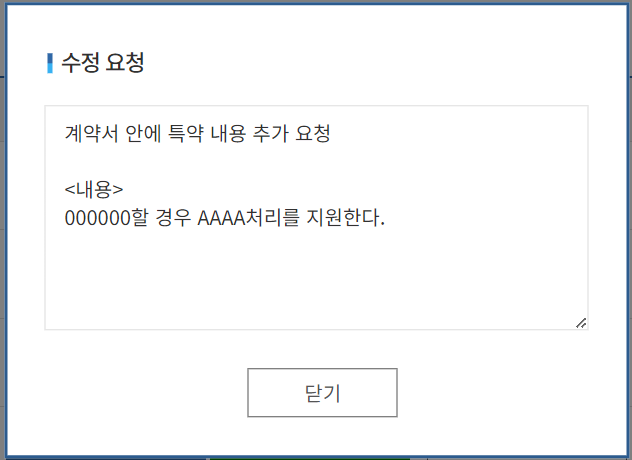 수정 요청
계약서 안에 특약 내용 추가 요청
<내용>
000000할 경우 AAAA처리를 지원한다.
닫기